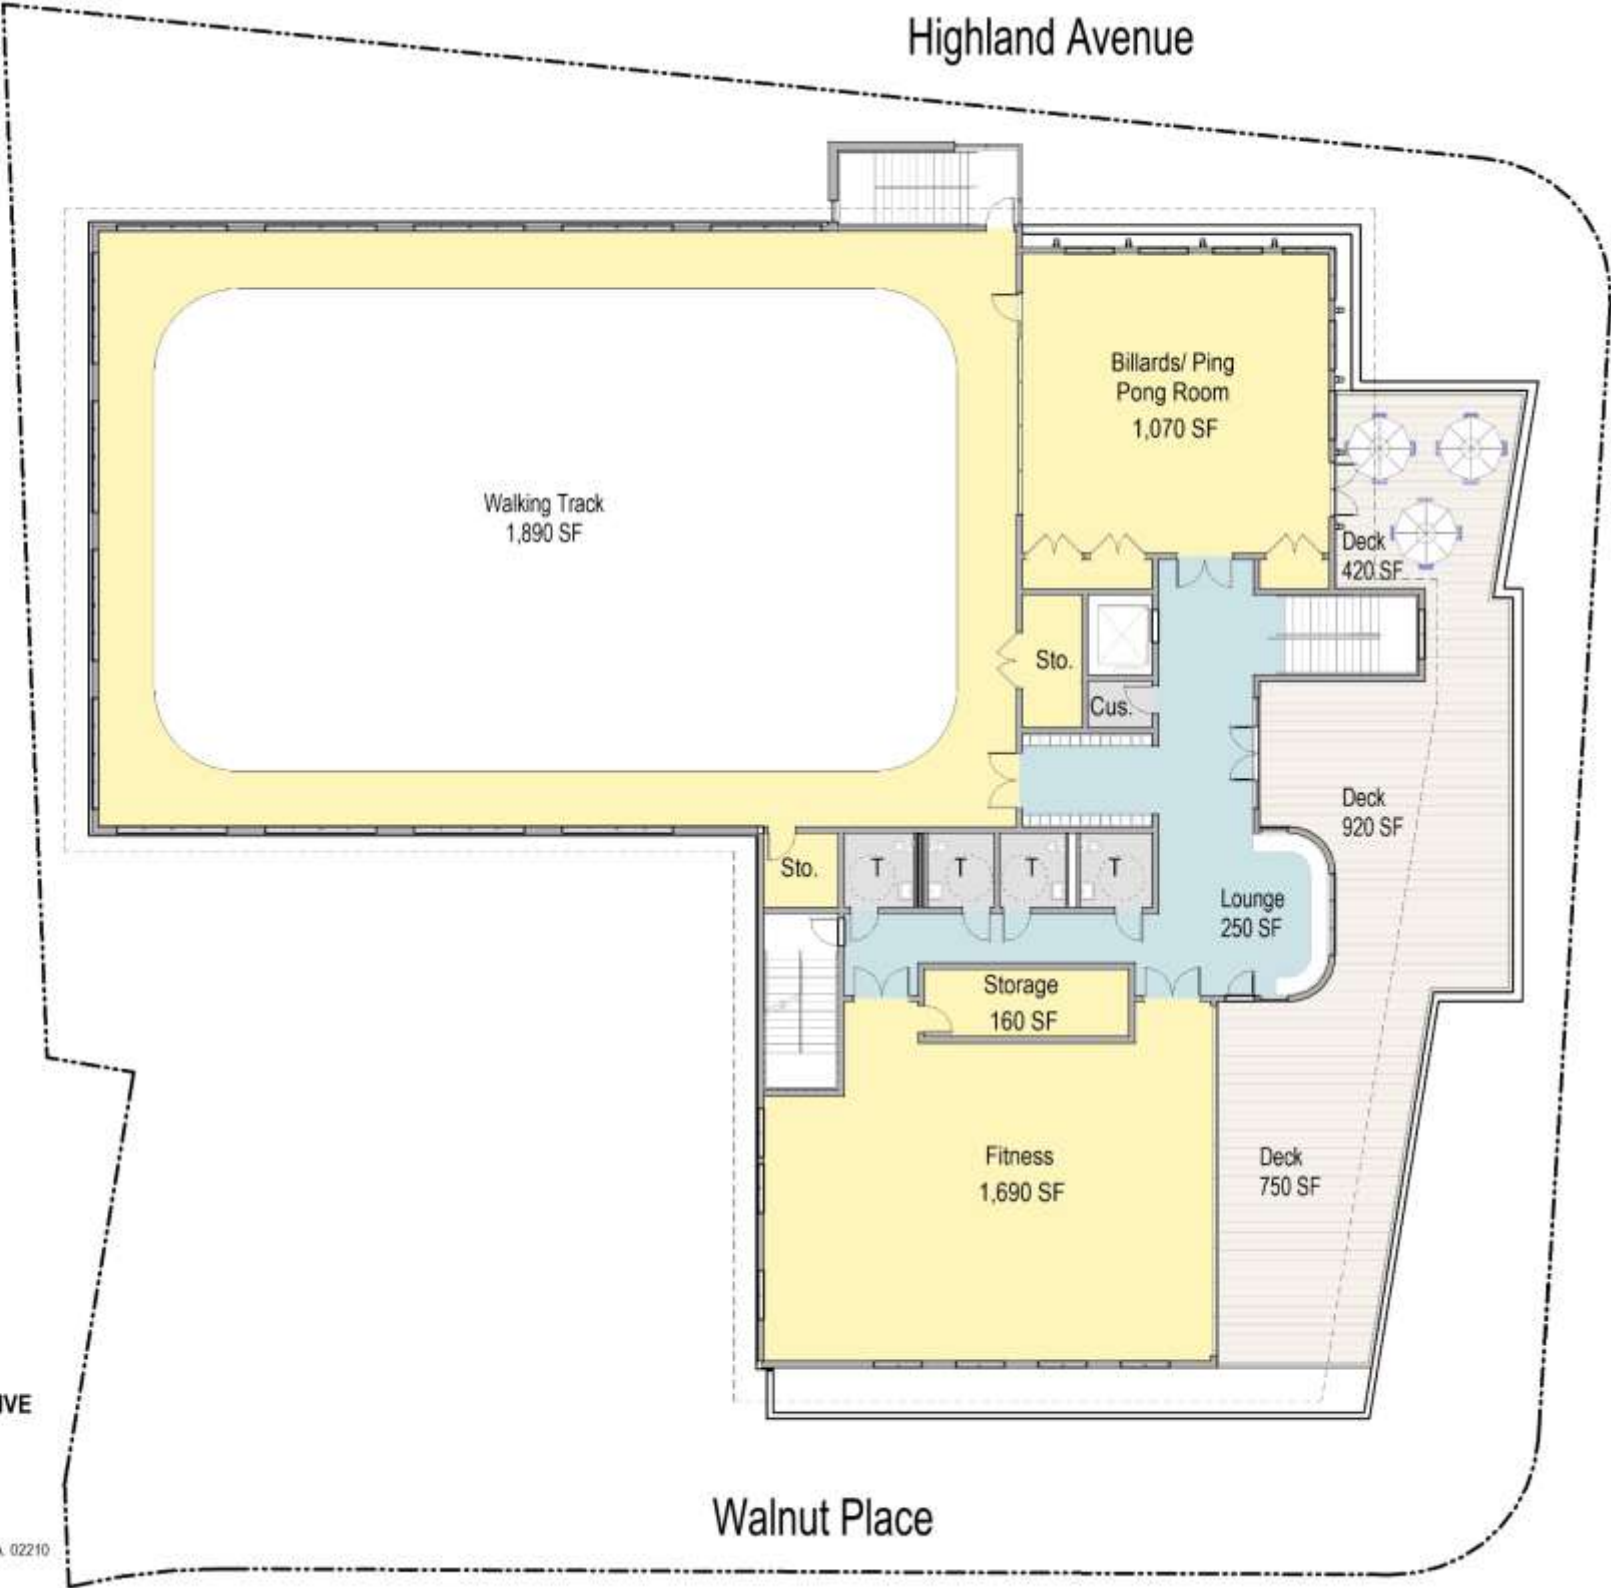 Highland Avenue
Billards/ Ping
Pong Room
1,070 SF
Walking Track
1,890 SF
Deck
420 SF
Sto.
Cus.
Deck
920 SF
Sto.
T
T
T
T
Lounge
250 SF
Storage
160 SF
Fitness
1,690 SF
Deck
750 SF
Walnut Place
02210